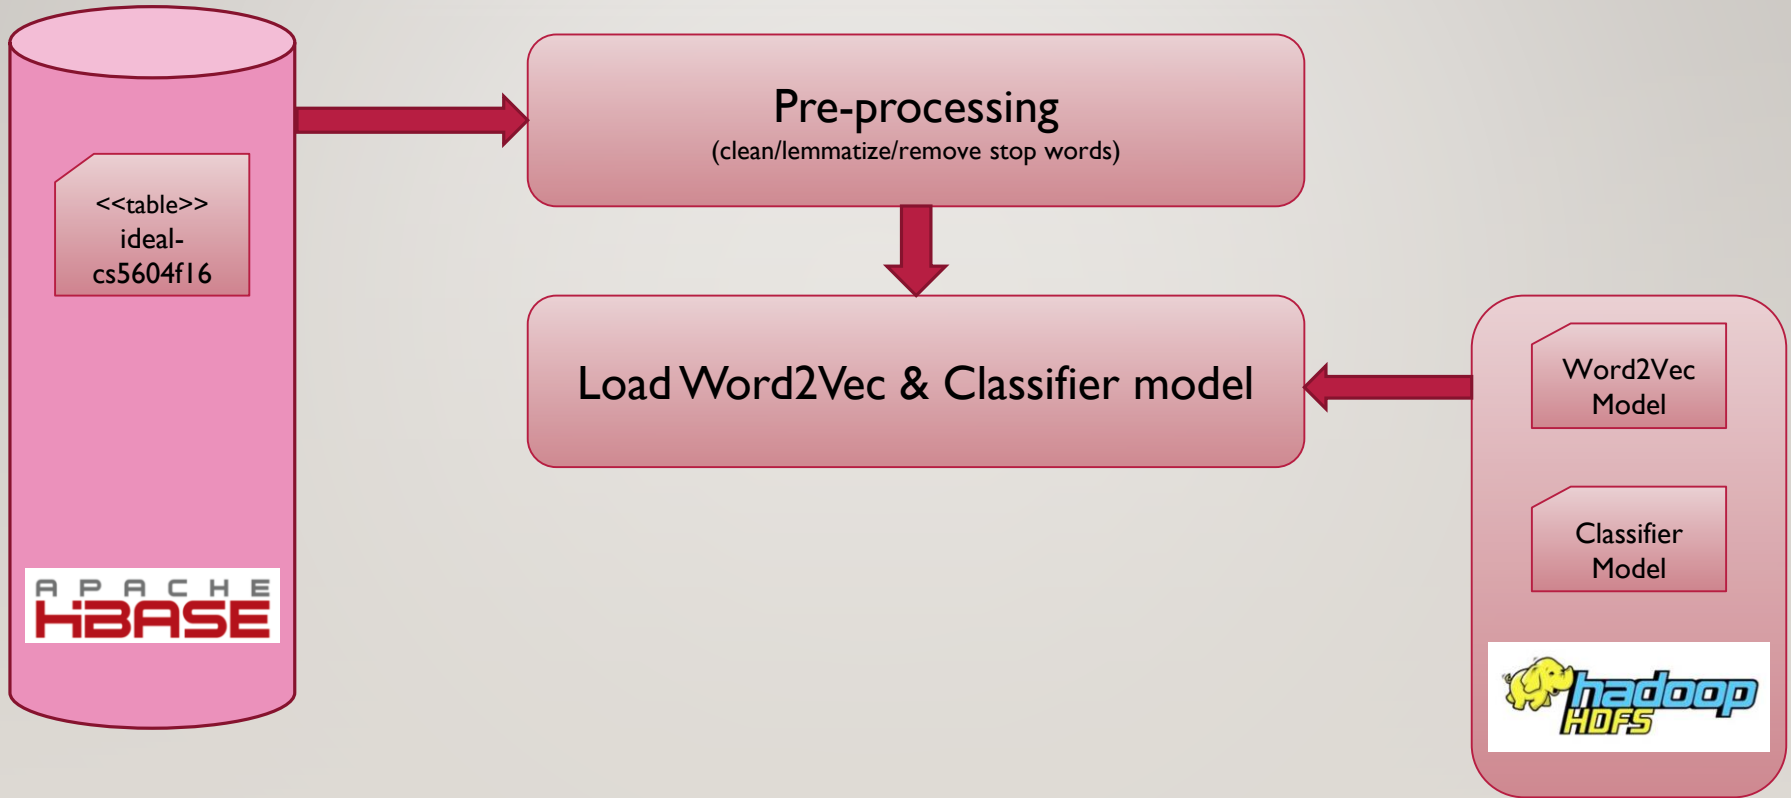 Pre-processing
(clean/lemmatize/remove stop words)
<<table>>
ideal-
cs5604f16
Load Word2Vec & Classifier model
Word2Vec
Model
Classifier
Model
APACHE
HBASE
hadoop
HDFS